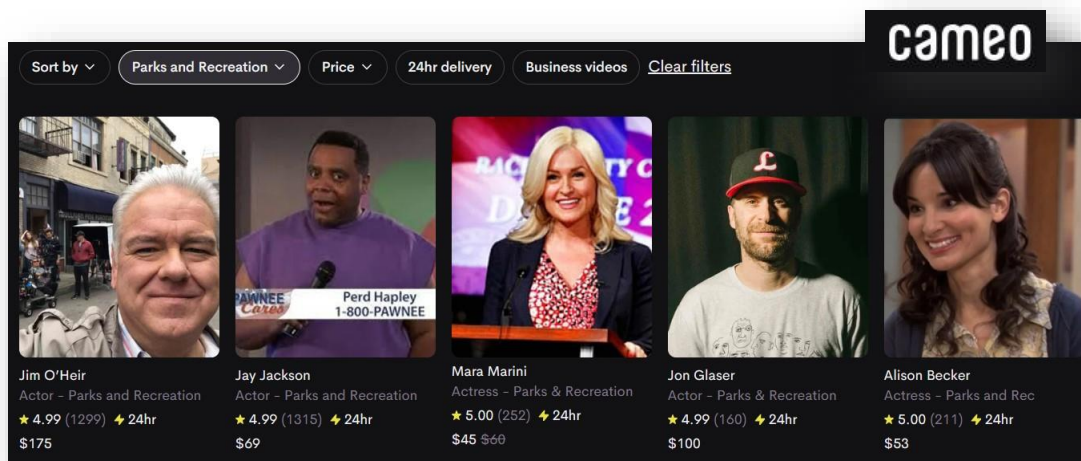 cameo
Sort by
Parks and Recreation
Price
24hr delivery
Business videos
Clear filters
PAWNEE
Cares
Perd Hapley
1-800-PAWNEE
L
Jim O'Heir
Actor - Parks and Recreation
4.99 (1299) 24hr
$175
Jay Jackson
Actor - Parks and Recreation
4.99 (1315) 24hr
$69
Mara Marini
Actress - Parks & Recreation
5.00 (252) 24hr
$45 $60
Jon Glaser
Actor - Parks & Recreation
4.99 (160) 24hr
$100
Alison Becker
Actress - Parks and Rec
5.00 (211) 24hr
$53